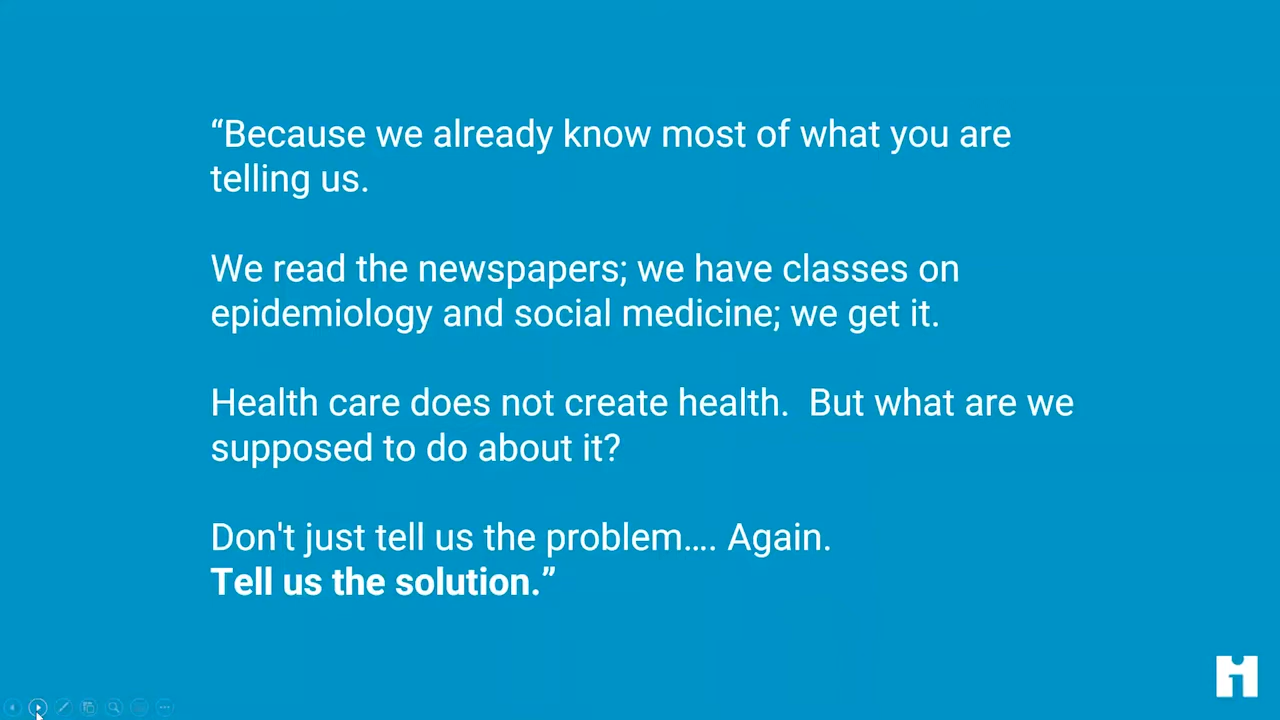 “Because we already know most of what you are
telling us.
We read the newspapers; we have classes on
epidemiology and social medicine; we get it.
Health care does not create health.  But what are we
supposed to do about it?
Don't just tell us the problem…. Again.
Tell us the solution.”